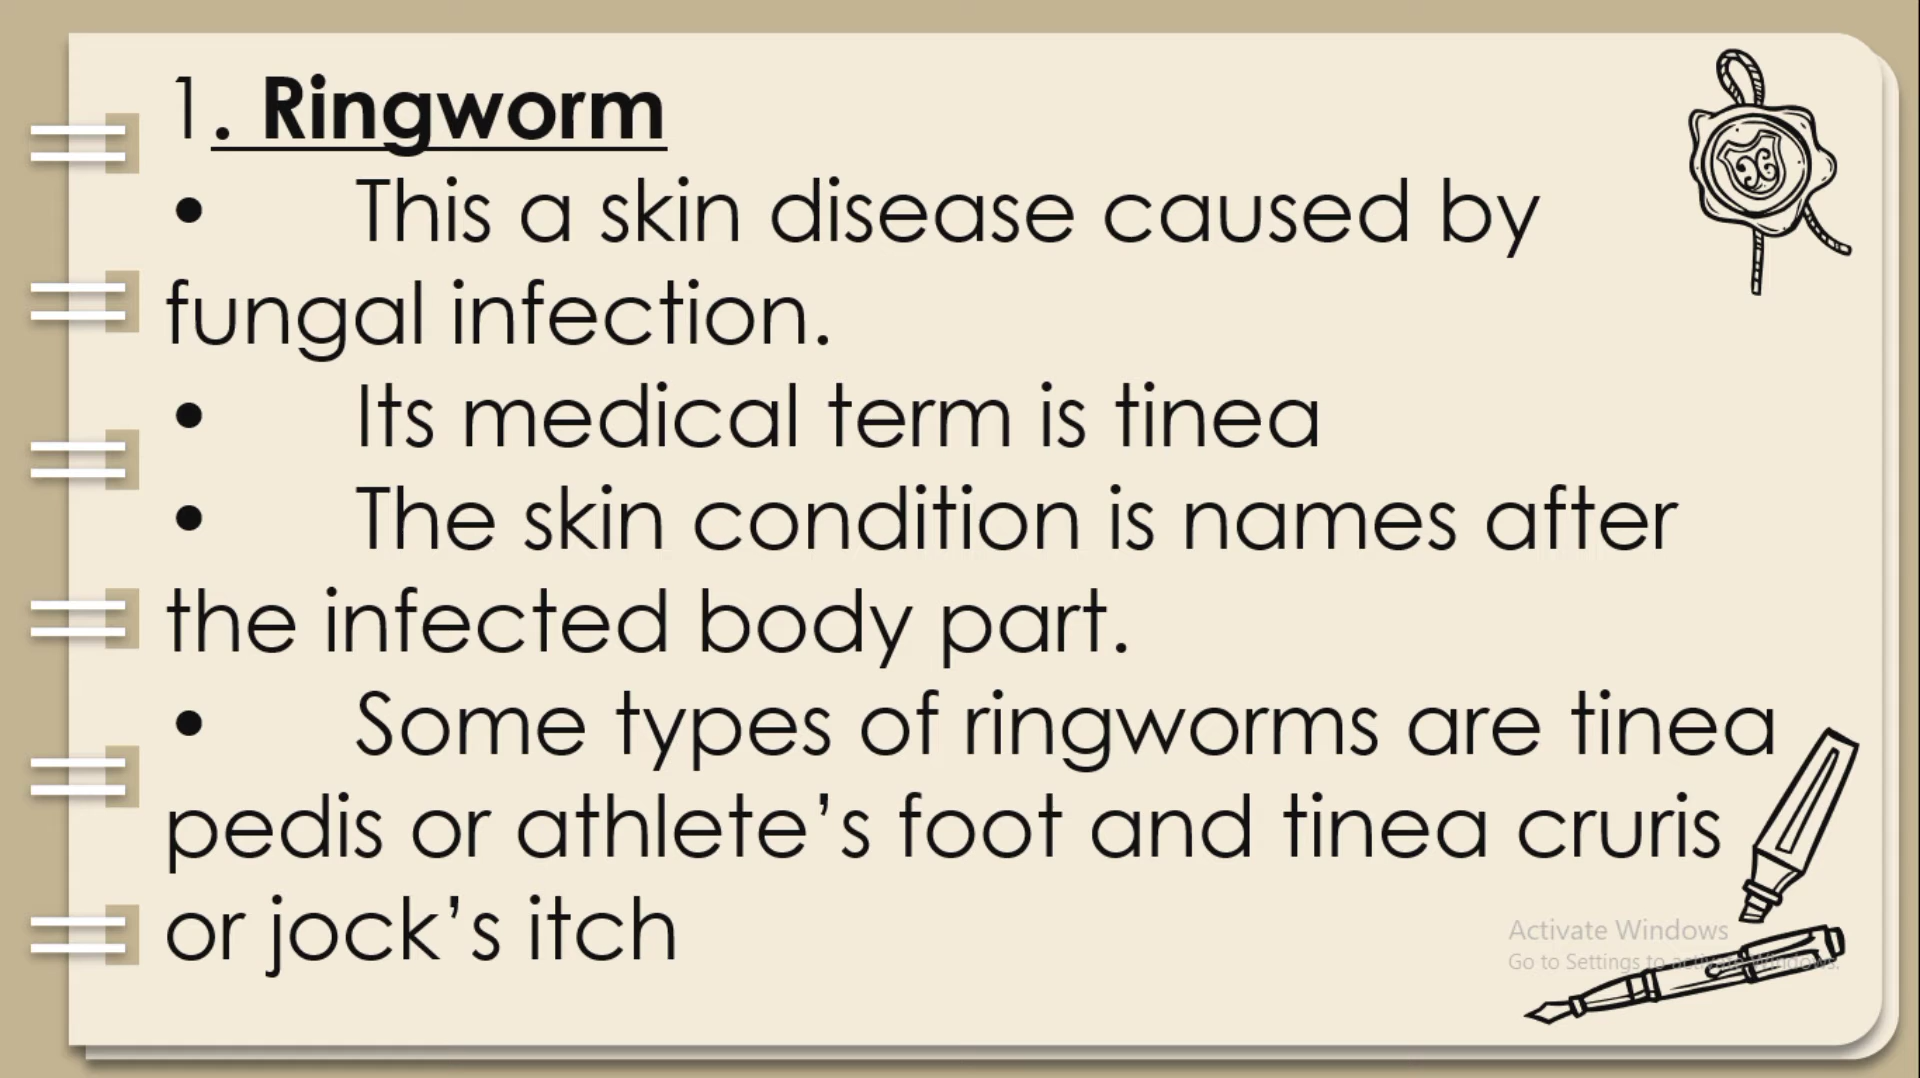 1. Ringworm
• This a skin disease caused by
fungal infection.
• Its medical term is tinea
• The skin condition is names after
the infected body part.
• Some types of ringworms are tinea
pedis or athlete’s foot and tinea cruris
or jock’s itch
Activate Windows
Go to Settings to activate Windows.